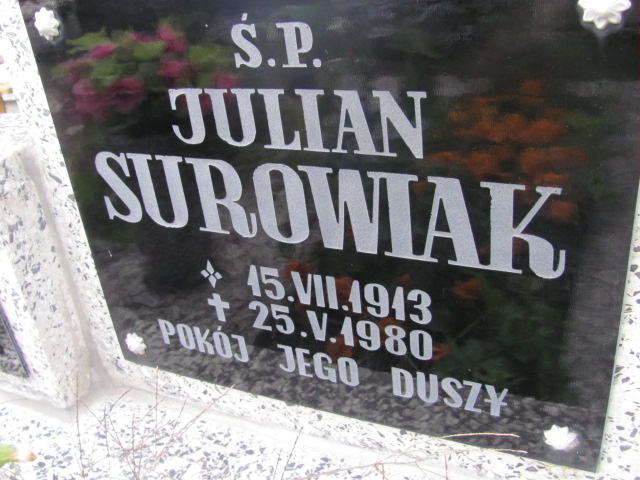 Ś.P.
JULIAN
SUROWIAK
15.VII.1913
25.V.1980
POKÓJ JEGO DUSZY